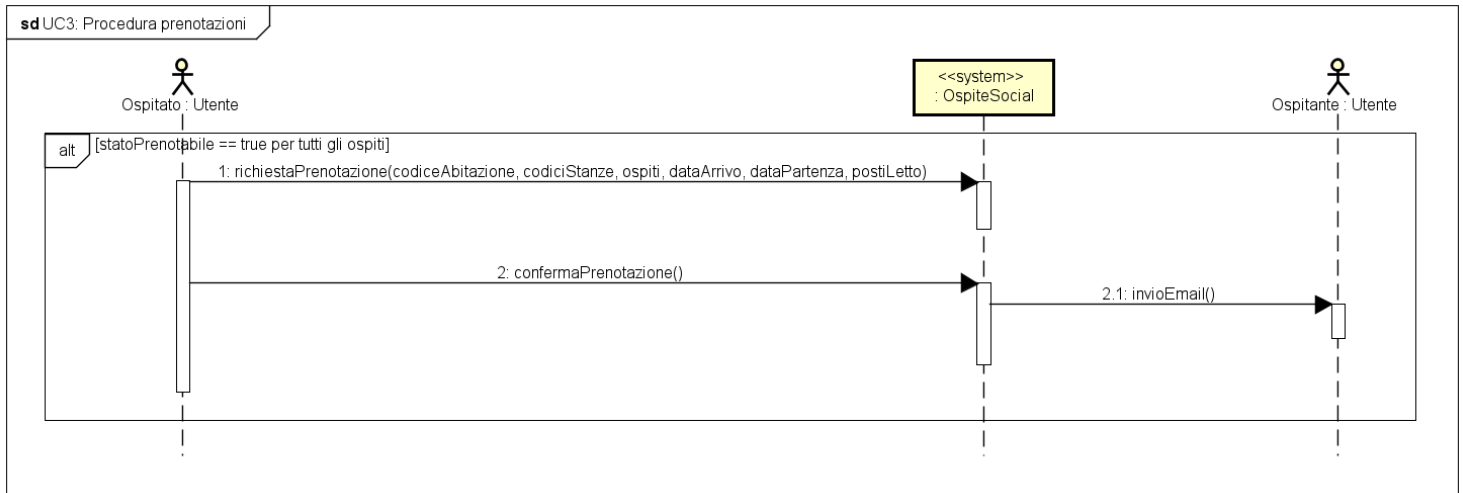 sd UC3: Procedura prenotazioni
Ospitato : Utente
<<system>>
: OspiteSocial
Ospitante : Utente
alt
[statoPrenotabile == true per tutti gli ospiti]
1: richiestaPrenotazione(codiceAbitazione, codiciStanze, ospiti, dataArrivo, dataPartenza, postiLetto)
2: confermaPrenotazione()
2.1: invioEmail()